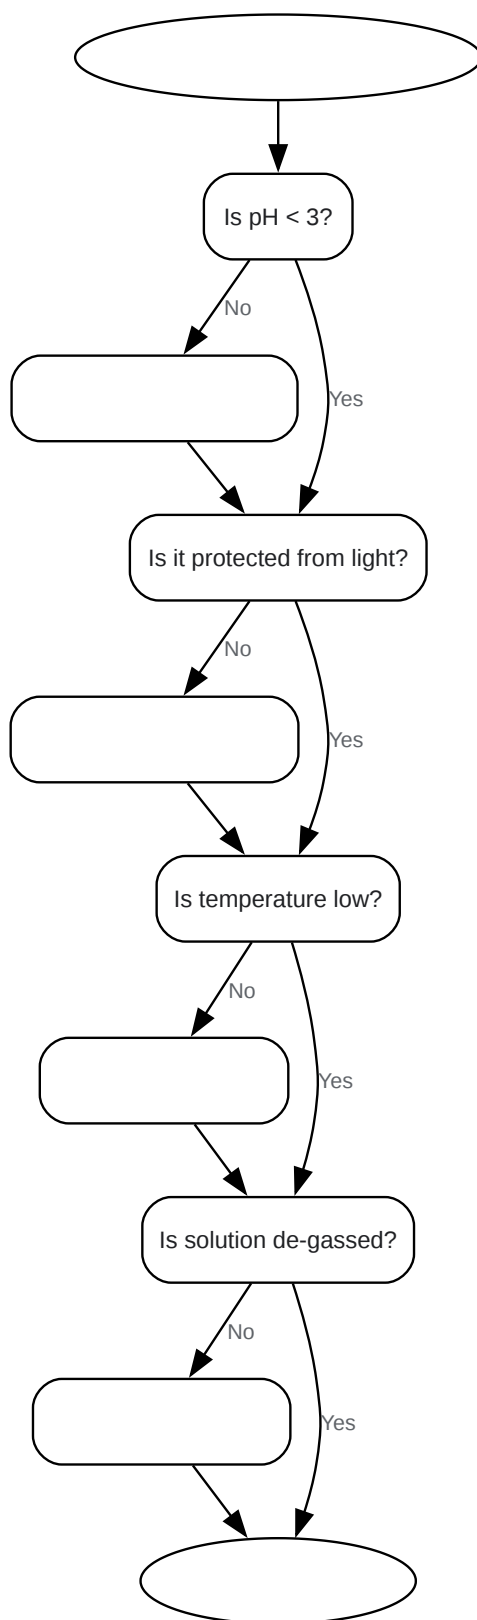 Is pH < 3?
No
Yes
Is it protected from light?
No
Yes
Is temperature low?
No
Yes
Is solution de-gassed?
No
Yes